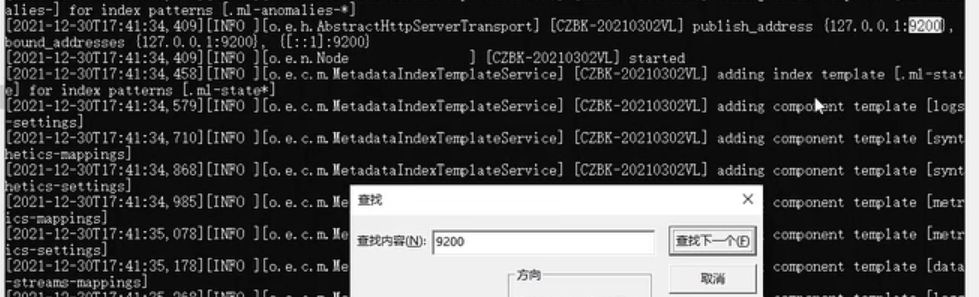 alies-] for index patterns [.ml-anomalies-*]
[2021-12-30T17:41:34,409][INFO ][o.e.h.AbstractHttpServerTransport] [CZBK-20210302VL] publish_address {127.0.0.1:9200},
bound_addresses {127.0.0.1:9200}, {[::1]:9200}
[2021-12-30T17:41:34,409][INFO ][o.e.n.Node               ] [CZBK-20210302VL] started
[2021-12-30T17:41:34,458][INFO ][o.e.c.m.MetadataIndexTemplateService] [CZBK-20210302VL] adding index template [.ml-stat
e] for index patterns [.ml-state*]
[2021-12-30T17:41:34,579][INFO ][o.e.c.m.MetadataIndexTemplateService] [CZBK-20210302VL] adding component template [logs
-settings]
[2021-12-30T17:41:34,710][INFO ][o.e.c.m.MetadataIndexTemplateService] [CZBK-20210302VL] adding component template [synt
hetics-mappings]
[2021-12-30T17:41:34,868][INFO ][o.e.c.m.MetadataIndexTemplateService] [CZBK-20210302VL] adding component template [synt
hetics-settings]
[2021-12-30T17:41:34,985][INFO ][o.e.c.m.Me component template [metr
ics-mappings]
[2021-12-30T17:41:35,078][INFO ][o.e.c.m.Me component template [metr
ics-settings]
[2021-12-30T17:41:35,178][INFO ][o.e.c.m.Me component template [data
-streams-mappings]
查找
查找内容(N): 9200
查找下一个(F)
方向
取消